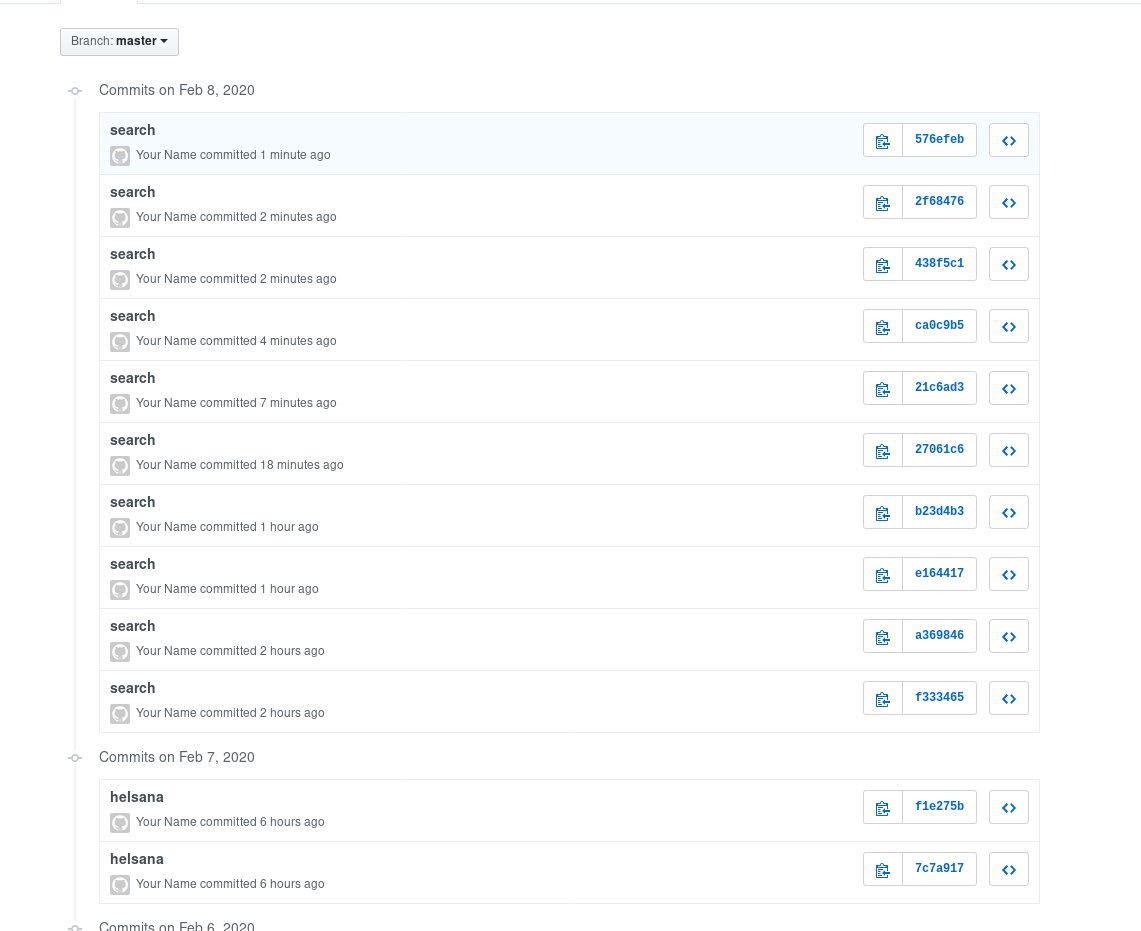 Branch: master
Commits on Feb 8, 2020
search
Your Name committed 1 minute ago
576efeb
search
Your Name committed 2 minutes ago
2f68476
search
Your Name committed 2 minutes ago
438f5c1
search
Your Name committed 4 minutes ago
ca0c9b5
search
Your Name committed 7 minutes ago
21c6ad3
search
Your Name committed 18 minutes ago
27061c6
search
Your Name committed 1 hour ago
b23d4b3
search
Your Name committed 1 hour ago
e164417
search
Your Name committed 2 hours ago
a369846
search
Your Name committed 2 hours ago
f333465
Commits on Feb 7, 2020
helsana
Your Name committed 6 hours ago
f1e275b
helsana
Your Name committed 6 hours ago
7c7a917
Commits on Feb 6, 2020